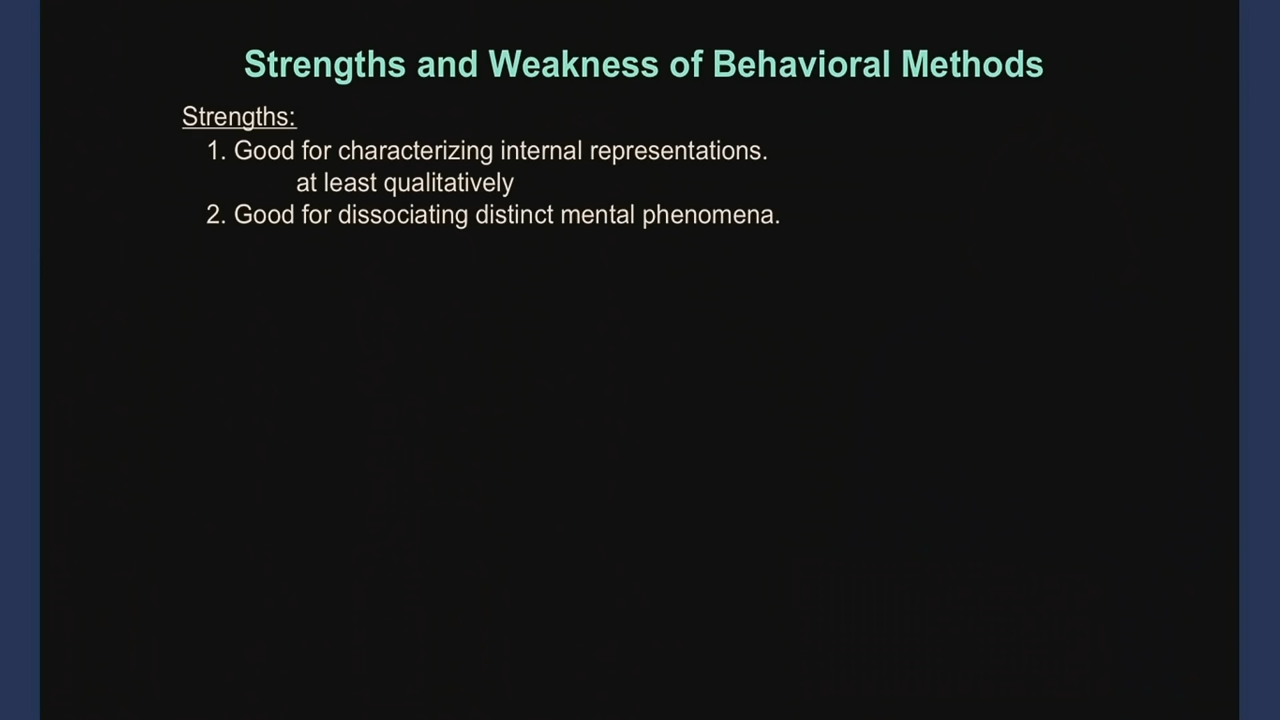 Strengths and Weakness of Behavioral Methods
Strengths:
1. Good for characterizing internal representations.
at least qualitatively
2. Good for dissociating distinct mental phenomena.